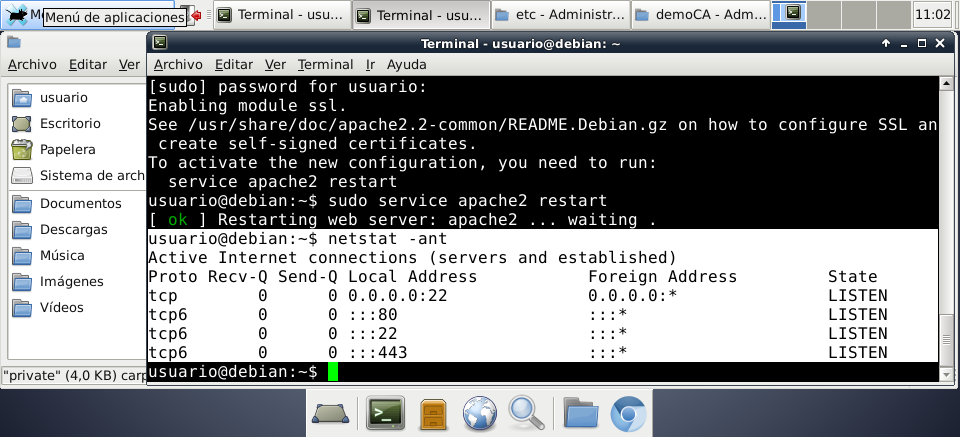 Menú de aplicaciones
Terminal - usu...
Terminal - usu...
etc - Administr...
demoCA - Adm...
11:02
Terminal - usuario@debian: ~
Archivo Editar Ver
Archivo Editar Ver Terminal Ir Ayuda
usuario
Escritorio
Papelera
Sistema de arch
Documentos
Descargas
Música
Imágenes
Vídeos
"private" (4,0 KB) carp
[sudo] password for usuario:
Enabling module ssl.
See /usr/share/doc/apache2.2-common/README.Debian.gz on how to configure SSL an
 create self-signed certificates.
To activate the new configuration, you need to run:
  service apache2 restart
usuario@debian:~$ sudo service apache2 restart
[ ok ] Restarting web server: apache2 ... waiting .
usuario@debian:~$ netstat -ant
Active Internet connections (servers and established)
Proto Recv-Q Send-Q Local Address           Foreign Address         State
tcp        0      0 0.0.0.0:22              0.0.0.0:*               LISTEN
tcp6       0      0 :::80                   :::*                    LISTEN
tcp6       0      0 :::22                   :::*                    LISTEN
tcp6       0      0 :::443                  :::*                    LISTEN
usuario@debian:~$